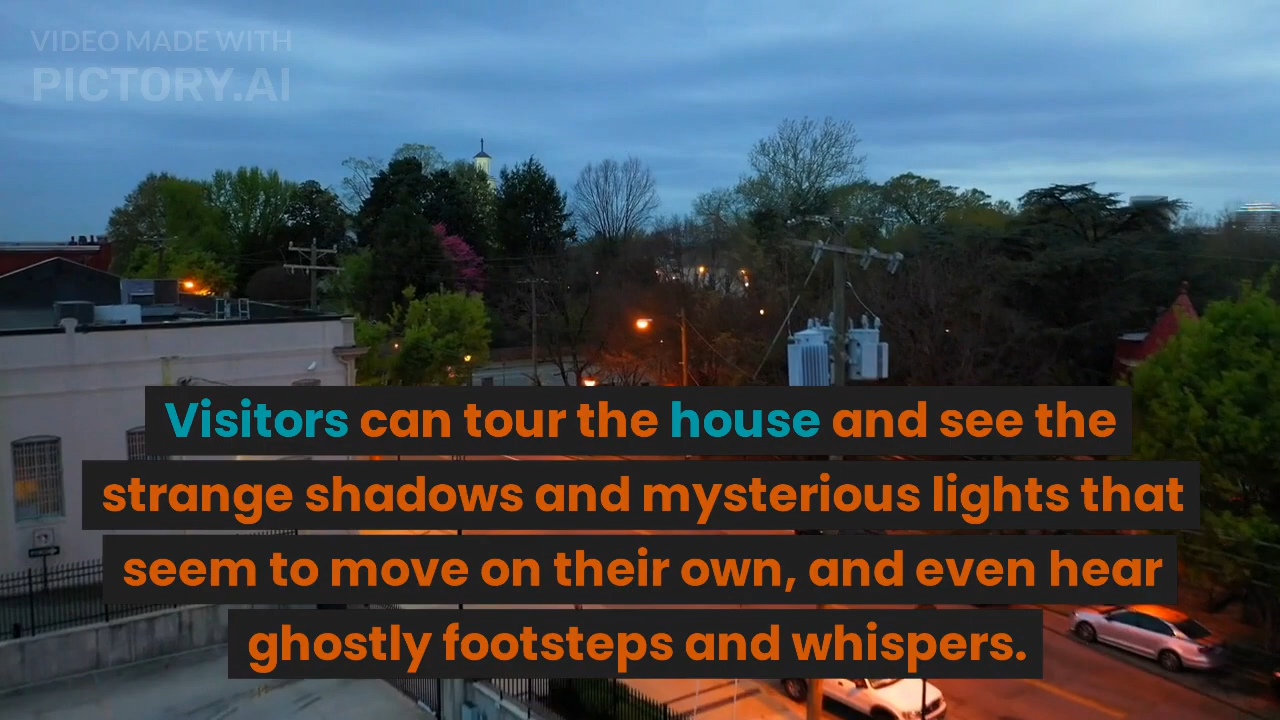 VIDEO MADE WITH
PICTORY.AI
Visitors can tour the house and see the
strange shadows and mysterious lights that
seem to move on their own, and even hear
ghostly footsteps and whispers.